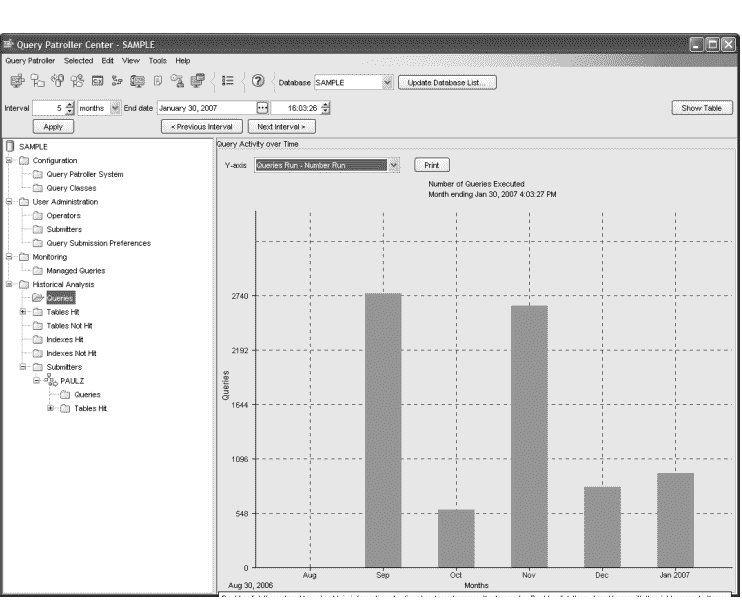 Query Patroller Center - SAMPLE
Query Patroller Selected Edit View Tools Help
Database SAMPLE Update Database List...
Interval 5 months End date January 30, 2007 ... 16:03:26 Show Table
Apply < Previous Interval Next Interval >
SAMPLE
Configuration
Query Patroller System
Query Classes
User Administration
Operators
Submitters
Query Submission Preferences
Monitoring
Managed Queries
Historical Analysis
Queries
Tables Hit
Tables Not Hit
Indexes Hit
Indexes Not Hit
Submitters
PAULZ
Queries
Tables Hit
Query Activity over Time
Y-axis Queries Run - Number Run Print
Number of Queries Executed
Month ending Jan 30, 2007 4:03:27 PM
2740
2192
1644
1096
548
0
Queries
Aug Sep Oct Nov Dec Jan 2007
Aug 30, 2006 Months